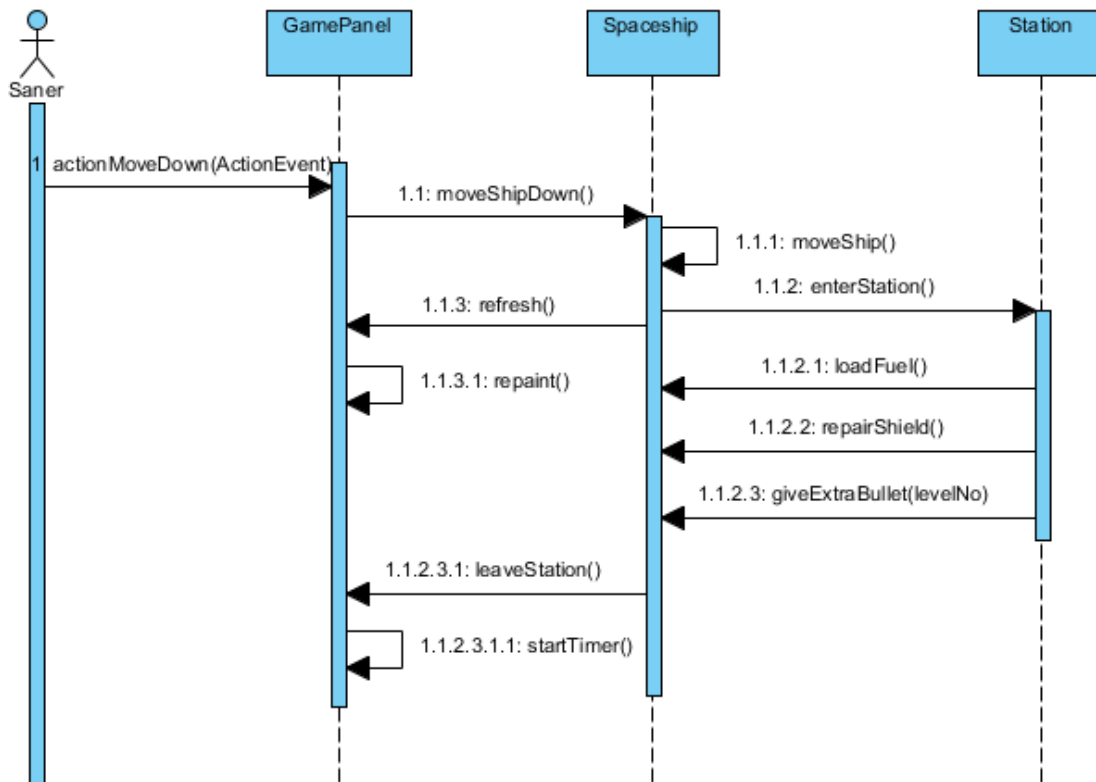 GamePanel
Spaceship
Station
Saner
1 actionMoveDown(ActionEvent)
1.1: moveShipDown()
1.1.1: moveShip()
1.1.2: enterStation()
1.1.3: refresh()
1.1.2.1: loadFuel()
1.1.3.1: repaint()
1.1.2.2: repairShield()
1.1.2.3: giveExtraBullet(levelNo)
1.1.2.3.1: leaveStation()
1.1.2.3.1.1: startTimer()